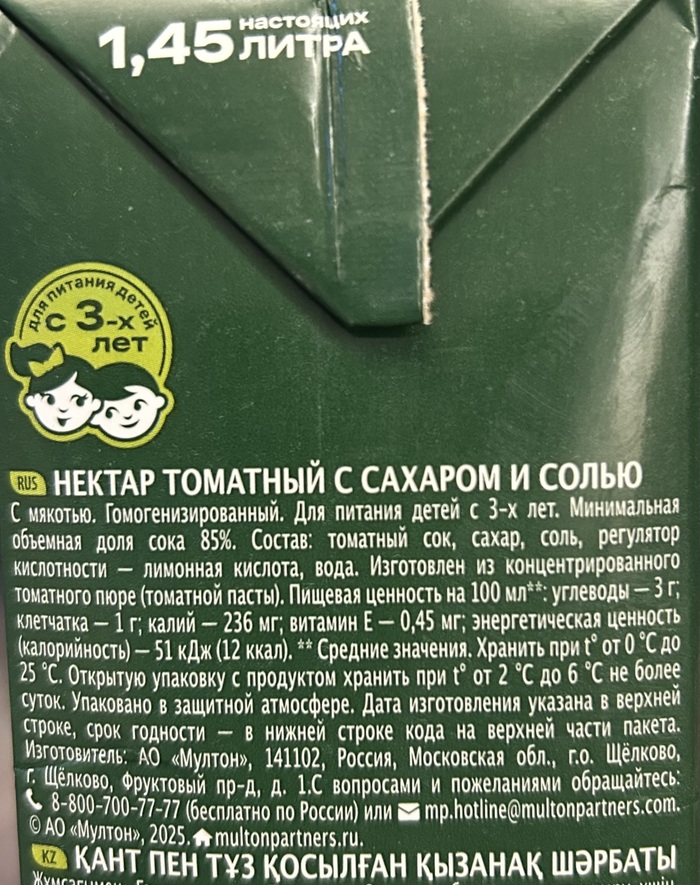 1,45 настоящих
ЛИТРА
для питания детей
с 3-х
лет
RUS НЕКТАР ТОМАТНЫЙ С САХАРОМ И СОЛЬЮ
С мякотью. Гомогенизированный. Для питания детей с 3-х лет. Минимальная
объемная доля сока 85%. Состав: томатный сок, сахар, соль, регулятор
кислотности — лимонная кислота, вода. Изготовлен из концентрированного
томатного пюре (томатной пасты). Пищевая ценность на 100 мл**: углеводы — 3 г;
клетчатка — 1 г; калий — 236 мг; витамин Е — 0,45 мг; энергетическая ценность
(калорийность) — 51 кДж (12 ккал). ** Средние значения. Хранить при t° от 0 °С до
25 °С. Открытую упаковку с продуктом хранить при t° от 2 °С до 6 °С не более
суток. Упаковано в защитной атмосфере. Дата изготовления указана в верхней
строке, срок годности — в нижней строке кода на верхней части пакета.
Изготовитель: АО «Мултон», 141102, Россия, Московская обл., г.о. Щёлково,
г. Щёлково, Фруктовый пр-д, д. 1.С вопросами и пожеланиями обращайтесь:
8-800-700-77-77 (бесплатно по России) или mp.hotline@multonpartners.com.
© АО «Мултон», 2025. multonpartners.ru.
KZ ҚАНТ ПЕН ТҰЗ ҚОСЫЛҒАН ҚЫЗАНАҚ ШӘРБАТЫ